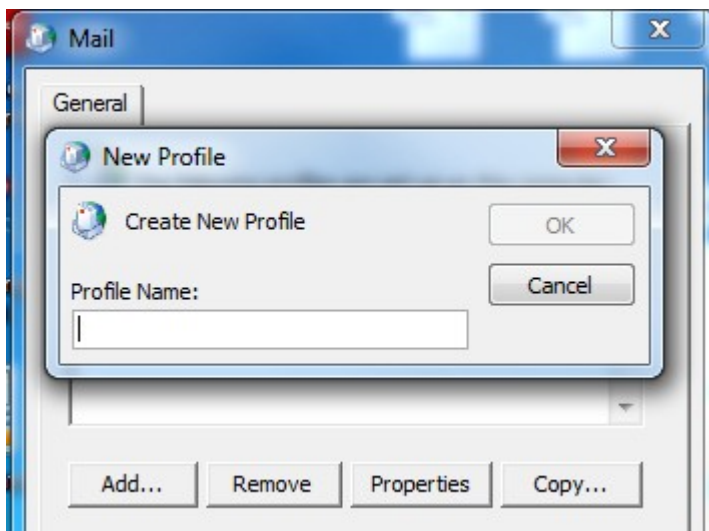 Mail
General
New Profile
Create New Profile
OK
Profile Name:
Cancel
Add... Remove Properties Copy...